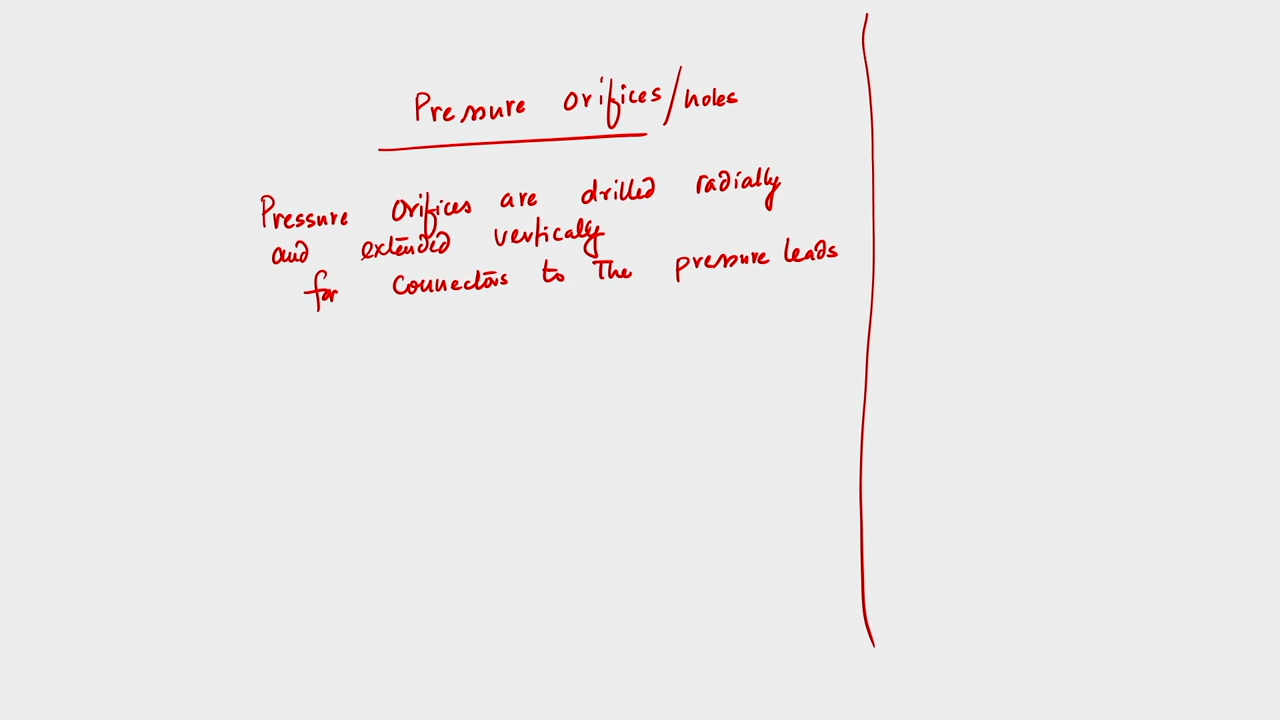 Pressure orifices/holes
Pressure orifices are drilled radially
and extended vertically
for connectors to the pressure leads